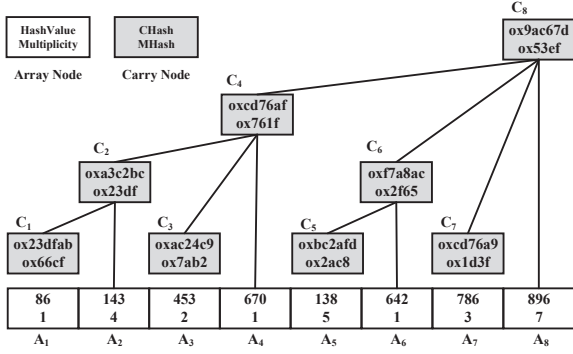 HashValue
Multiplicity
Array Node
CHash
MHash
Carry Node
C8
ox9ac67d
ox53ef
C4
oxcd76af
ox761f
C2
oxa3c2bc
ox23df
C6
oxf7a8ac
ox2f65
C1
ox23dfab
ox66cf
C3
oxac24c9
ox7ab2
C5
oxbc2afd
ox2ac8
C7
oxcd76a9
ox1d3f
86 143 453 670 138 642 786 896
1 4 2 1 5 1 3 7
A1 A2 A3 A4 A5 A6 A7 A8